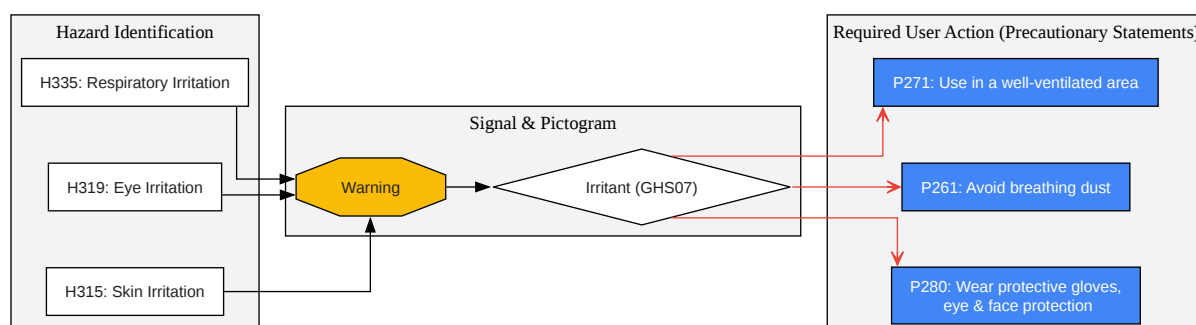 Hazard Identification
H335: Respiratory Irritation
H319: Eye Irritation
H315: Skin Irritation
Signal & Pictogram
Warning
Irritant (GHS07)
Required User Action (Precautionary Statements)
P271: Use in a well-ventilated area
P261: Avoid breathing dust
P280: Wear protective gloves,
eye & face protection